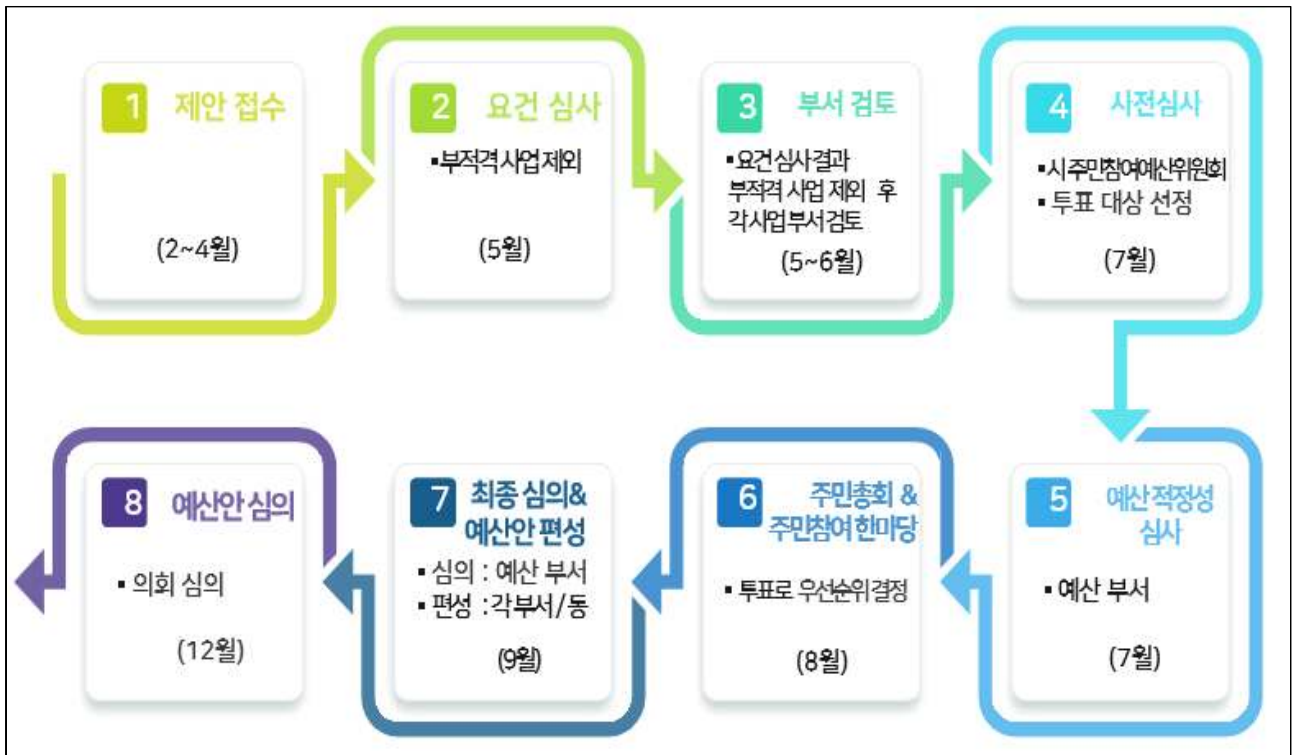 1 제안 접수
(2~4월)
2 요건 심사
▪부적격 사업 제외
(5월)
3 부서 검토
▪요건 심사 결과
부적격 사업 제외 후
각 사업 부서 검토
(5~6월)
4 사전심사
▪시 주민참여예산위원회
▪ 투표 대상 선정
(7월)
5 예산 적정성
심사
▪ 예산 부서
(7월)
6 주민총회 &
주민참여 한마당
▪ 투표로 우선순위 결정
(8월)
7 최종 심의&
예산안 편성
▪ 심의 : 예산 부서
▪ 편성 : 각 부서/동
(9월)
8 예산안 심의
▪ 의회 심의
(12월)